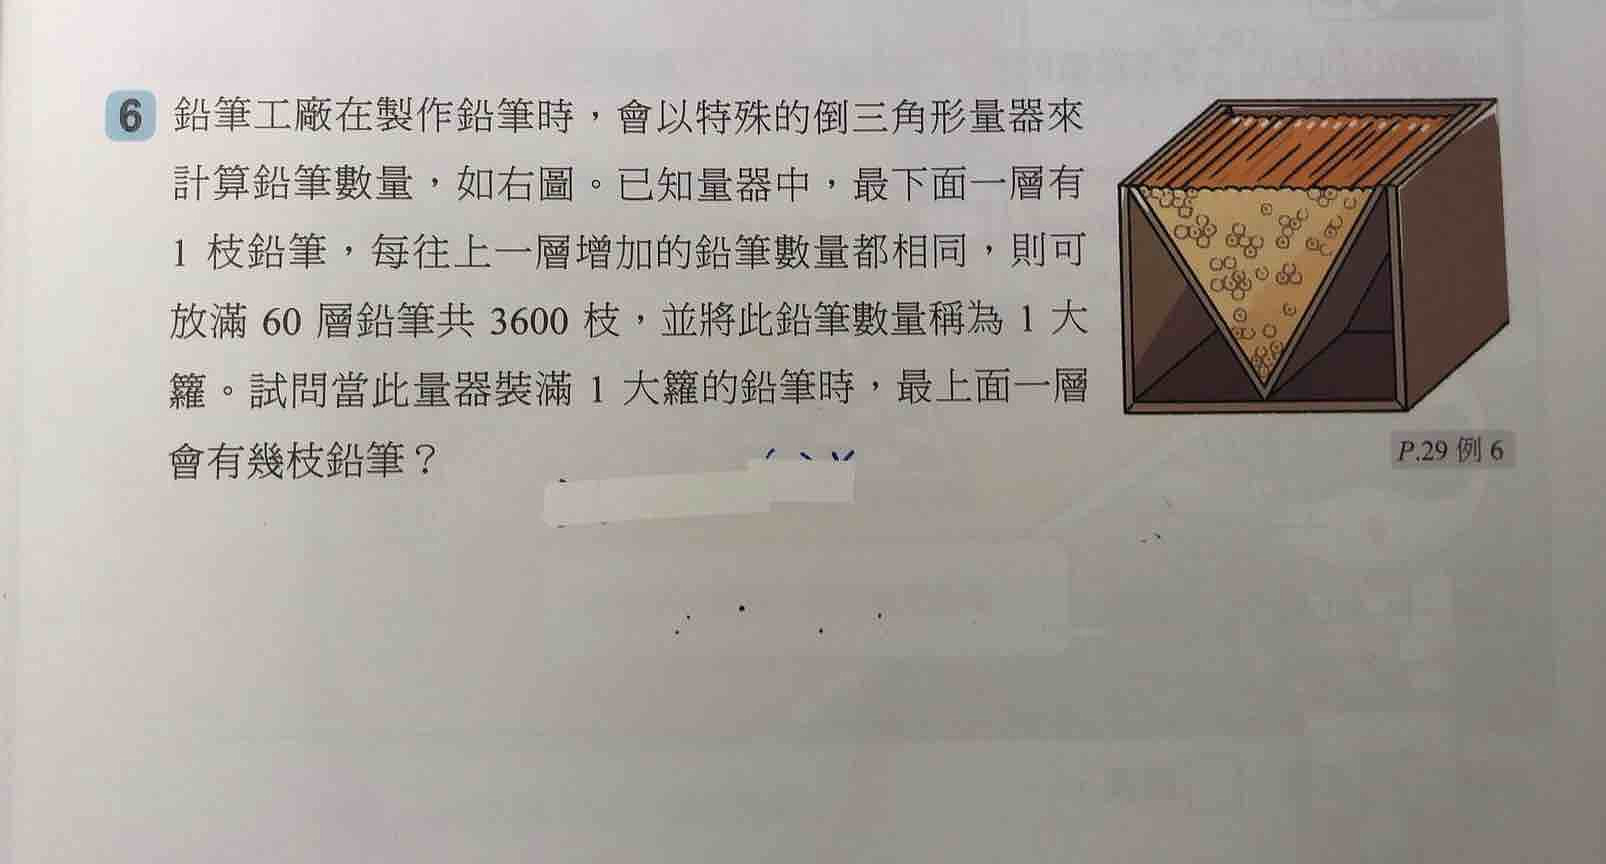 6 鉛筆工廠在製作鉛筆時，會以特殊的倒三角形量器來
計算鉛筆數量，如右圖。已知量器中，最下面一層有
1 枝鉛筆，每往上一層增加的鉛筆數量都相同，則可
放滿 60 層鉛筆共 3600 枝，並將此鉛筆數量稱為 1 大
籮。試問當此量器裝滿 1 大籮的鉛筆時，最上面一層
會有幾枝鉛筆？
P.29 例 6